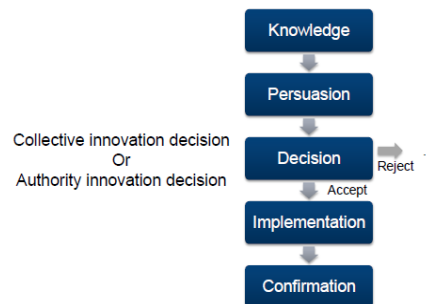 Knowledge
Persuasion
Collective innovation decision
Or
Authority innovation decision
Decision
Reject
Accept
Implementation
Confirmation